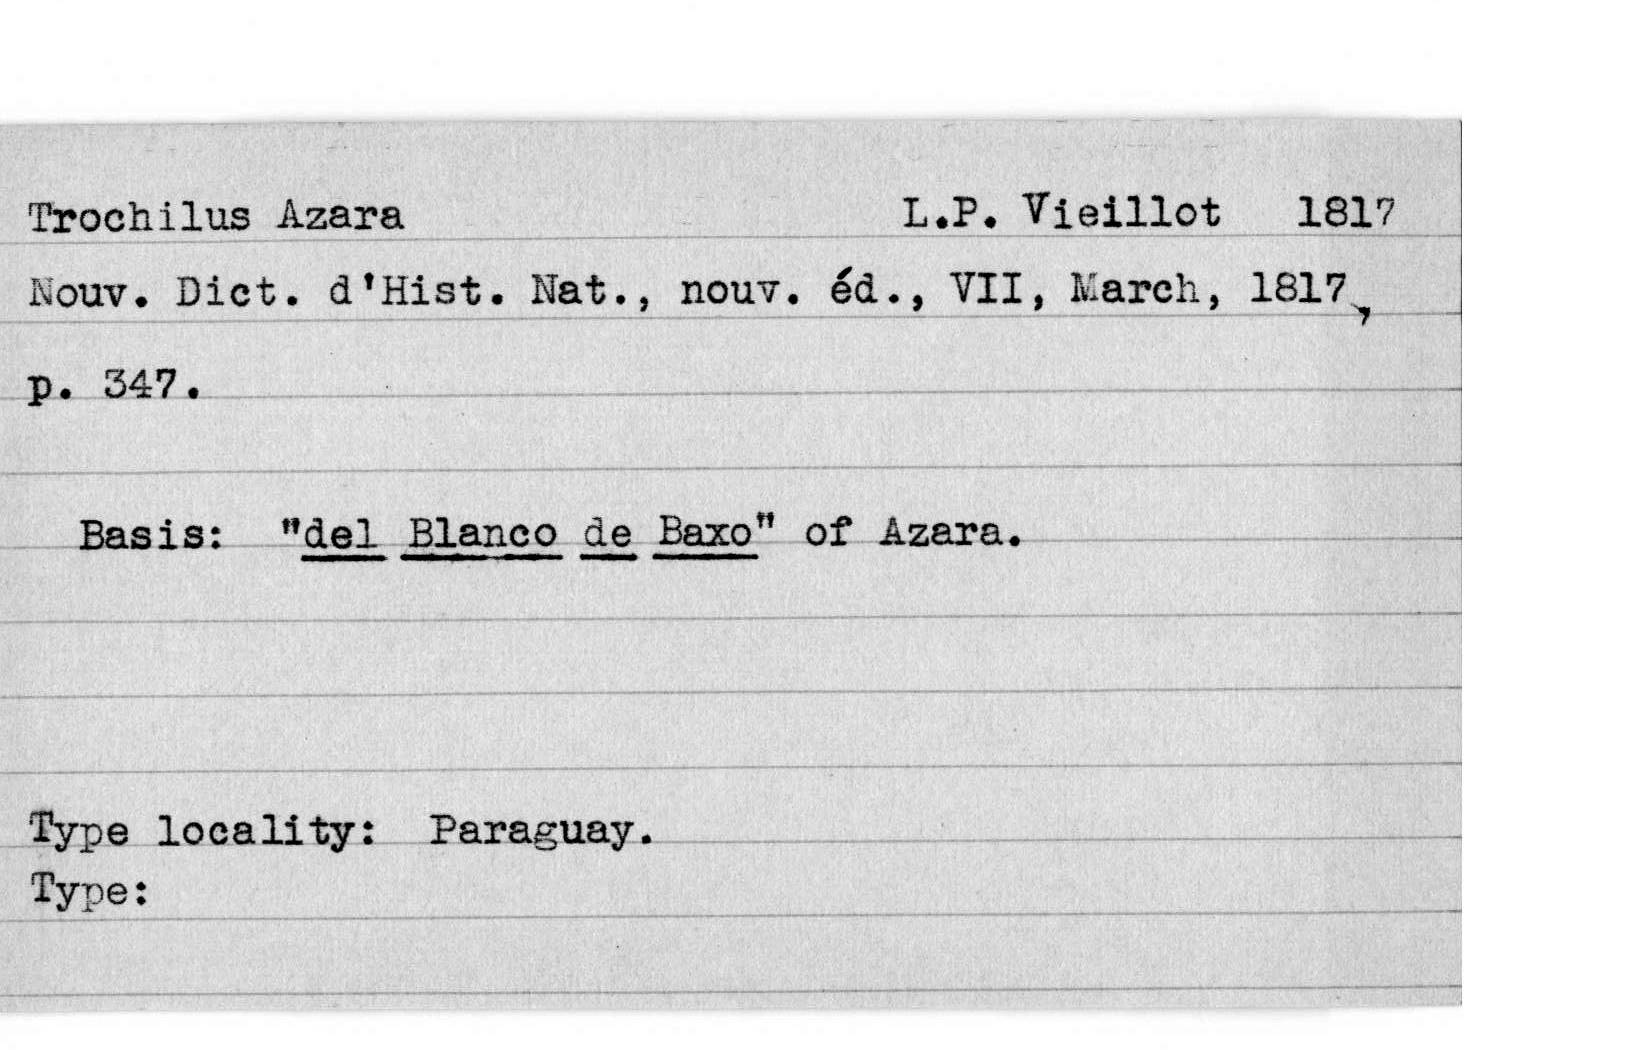 Trochilus Azara L.P. Vieillot 1817
Nouv. Dict. d'Hist. Nat., nouv. éd., VII, March, 1817,
p. 347.
Basis: "del Blanco de Baxo" of Azara.
Type locality: Paraguay.
Type: